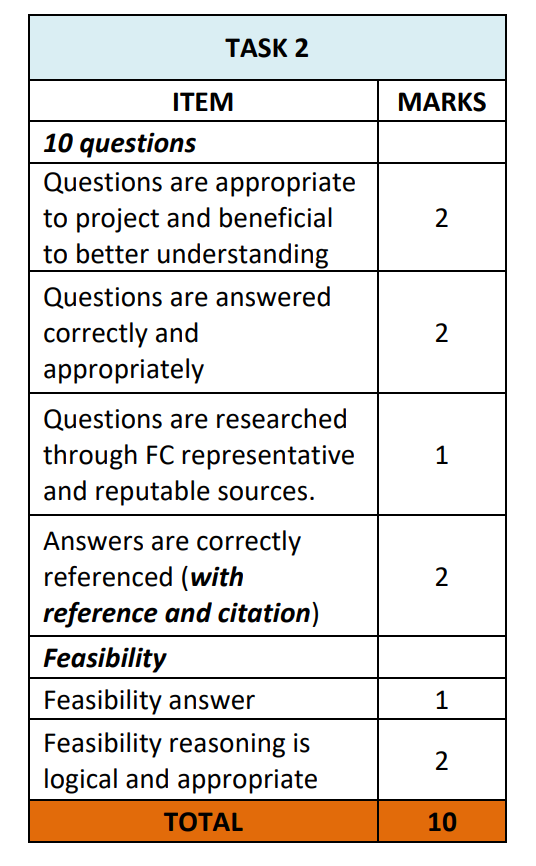 TASK 2
ITEM MARKS
10 questions
Questions are appropriate
to project and beneficial
to better understanding
2
Questions are answered
correctly and
appropriately
2
Questions are researched
through FC representative
and reputable sources.
1
Answers are correctly
referenced (with
reference and citation)
2
Feasibility
Feasibility answer 1
Feasibility reasoning is
logical and appropriate
2
TOTAL 10